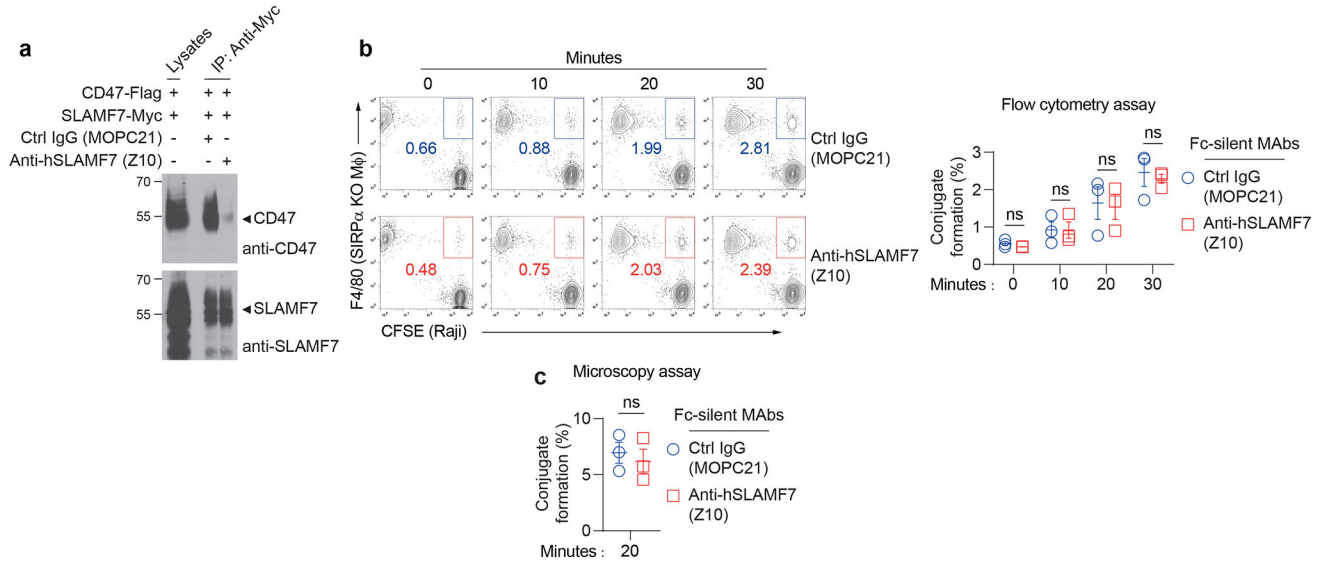 a
Lysates
IP: Anti-Myc
CD47-Flag + + +
SLAMF7-Myc + + +
Ctrl IgG (MOPC21) - + -
Anti-hSLAMF7 (Z10) - - +
70
55
CD47
anti-CD47
70
55
SLAMF7
anti-SLAMF7
b
Minutes
0 10 20 30
0.66 0.88 1.99 2.81
Ctrl IgG
(MOPC21)
0.48 0.75 2.03 2.39
Anti-hSLAMF7
(Z10)
F4/80 (SIRPα KO Mϕ)
CFSE (Raji)
Flow cytometry assay
Conjugate
formation (%)
3
2
1
0
ns ns ns ns
Minutes : 0 10 20 30
Fc-silent MAbs
Ctrl IgG
(MOPC21)
Anti-hSLAMF7
(Z10)
c
Microscopy assay
Conjugate
formation (%)
10
5
0
ns
Minutes : 20
Fc-silent MAbs
Ctrl IgG
(MOPC21)
Anti-hSLAMF7
(Z10)